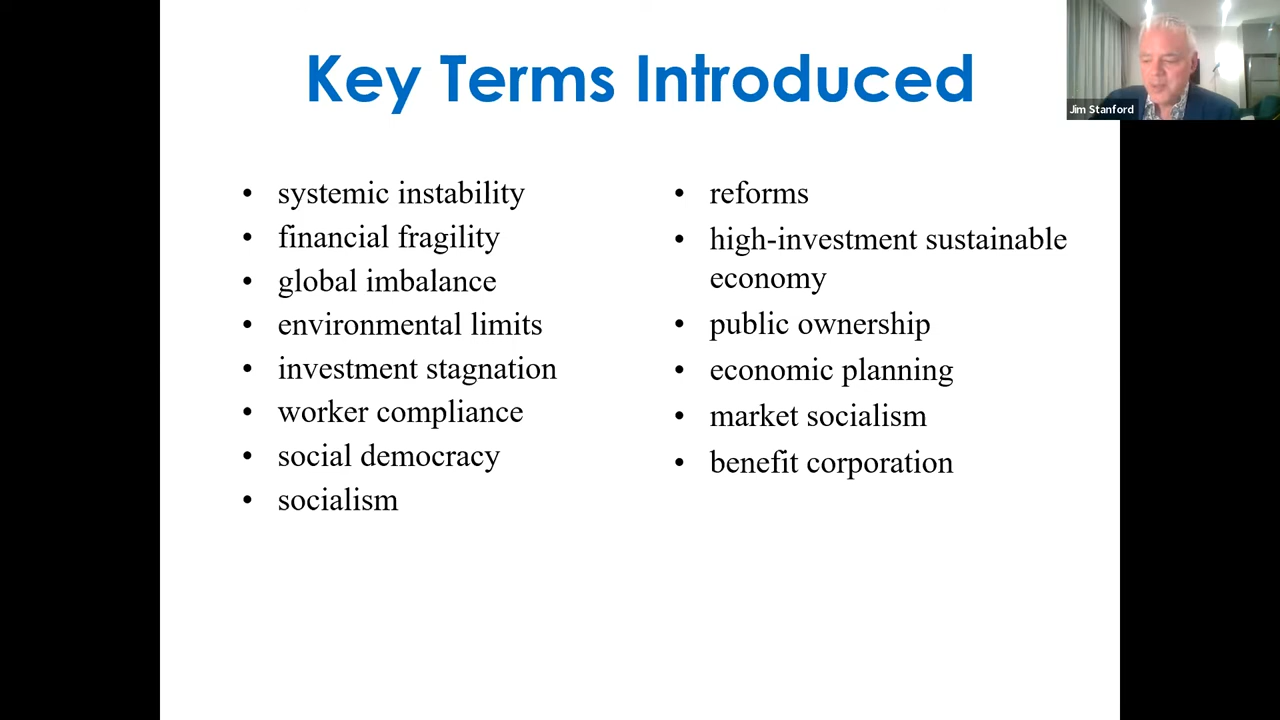 Key Terms Introduced
Jim Stanford
• systemic instability
• financial fragility
• global imbalance
• environmental limits
• investment stagnation
• worker compliance
• social democracy
• socialism
• reforms
• high-investment sustainable
economy
• public ownership
• economic planning
• market socialism
• benefit corporation